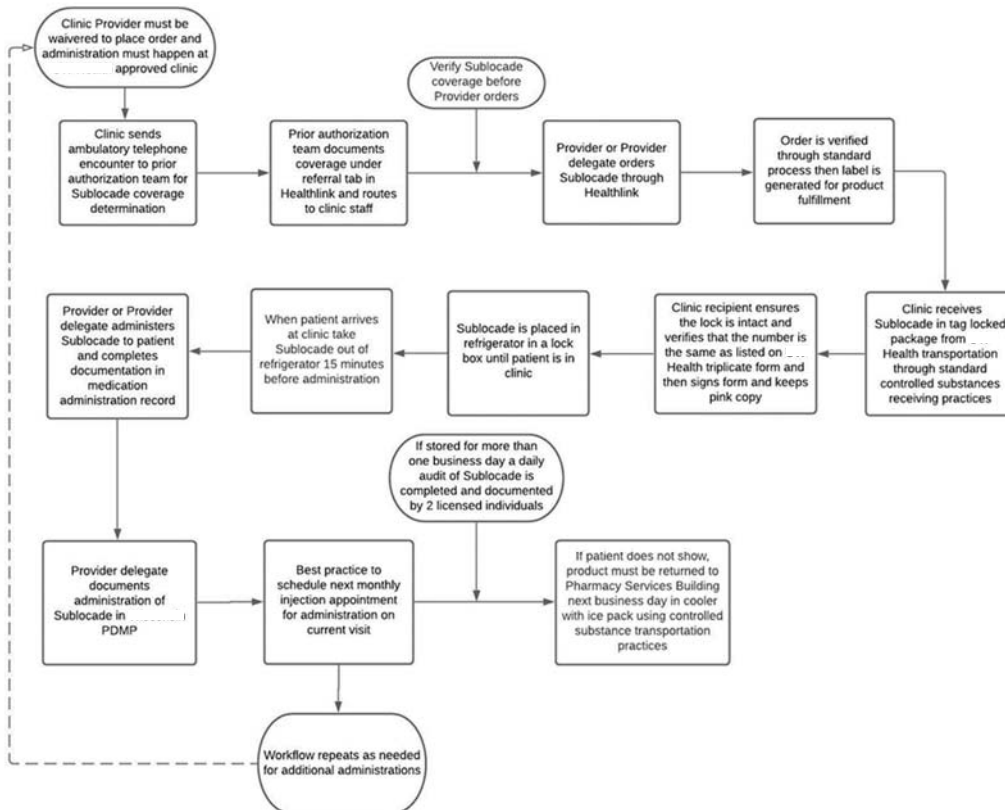 Clinic Provider must be
waivered to place order and
administration must happen at
approved clinic
Verify Sublocade
coverage before
Provider orders
Clinic sends
ambulatory telephone
encounter to prior
authorization team for
Sublocade coverage
determination
Prior authorization
team documents
coverage under
referral tab in
Healthlink and routes
to clinic staff
Provider or Provider
delegate orders
Sublocade through
Healthlink
Order is verified
through standard
process then label is
generated for product
fulfillment
Provider or Provider
delegate administers
Sublocade to patient
and completes
documentation in
medication
administration record
When patient arrives
at clinic take
Sublocade out of
refrigerator 15 minutes
before administration
Sublocade is placed in
refrigerator in a lock
box until patient is in
clinic
Clinic recipient ensures
the lock is intact and
verifies that the number is
the same as listed on
Health triplicate form and
then signs form and keeps
pink copy
Clinic receives
Sublocade in tag locked
package from
Health transportation
through standard
controlled substances
receiving practices
If stored for more than
one business day a daily
audit of Sublocade is
completed and documented
by 2 licensed individuals
Provider delegate
documents
administration of
Sublocade in
PDMP
Best practice to
schedule next monthly
injection appointment
for administration on
current visit
If patient does not show,
product must be returned to
Pharmacy Services Building
next business day in cooler
with ice pack using controlled
substance transportation
practices
Workflow repeats as needed
for additional administrations